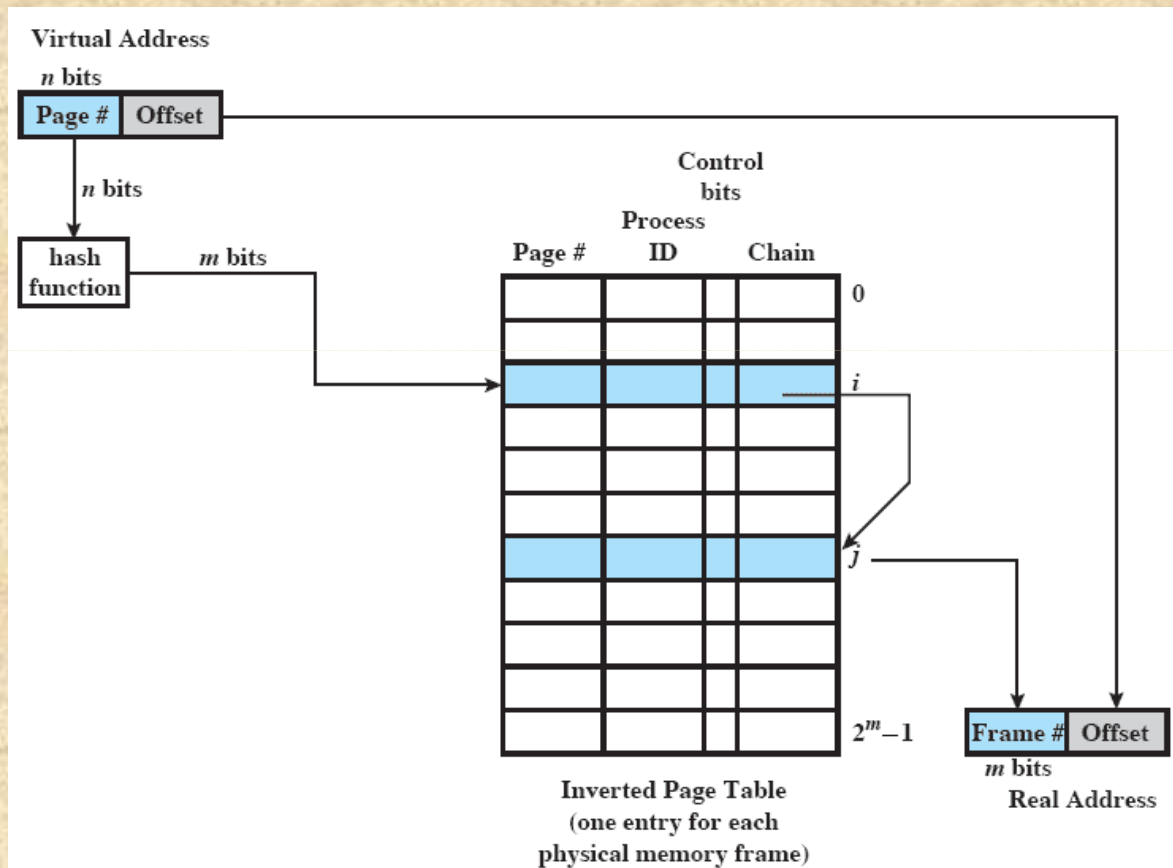 Virtual Address
n bits
Page # Offset
n bits
hash
function
m bits
Control
bits
Process
Page # ID Chain
0
i
j
2^m–1
Frame # Offset
m bits
Real Address
Inverted Page Table
(one entry for each
physical memory frame)